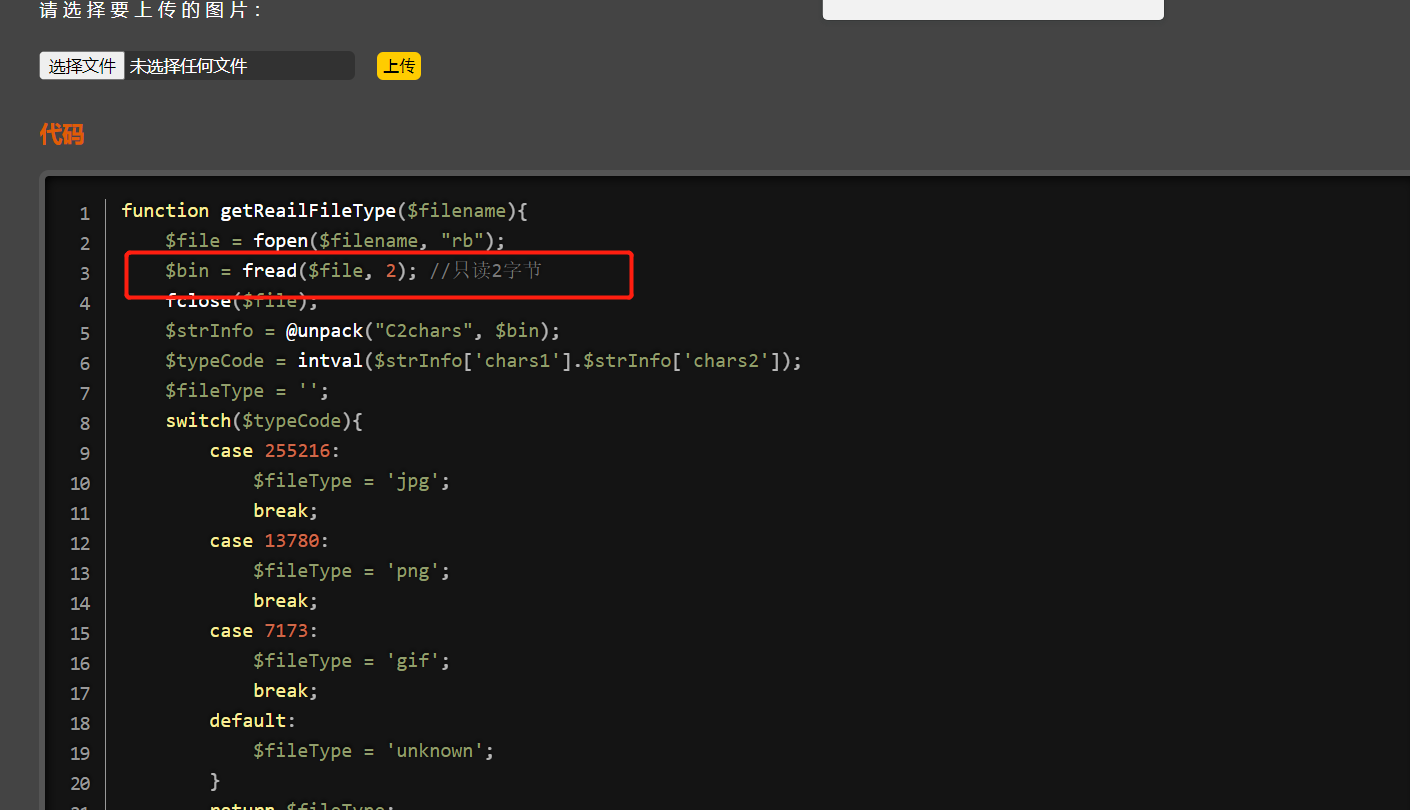 请选择要上传的图片：
选择文件 未选择任何文件 上传
代码
1 function getReailFileType($filename){
2 $file = fopen($filename, "rb");
3 $bin = fread($file, 2); //只读2字节
4 fclose($file);
5 $strInfo = @unpack("C2chars", $bin);
6 $typeCode = intval($strInfo['chars1'].$strInfo['chars2']);
7 $fileType = '';
8 switch($typeCode){
9 case 255216:
10 $fileType = 'jpg';
11 break;
12 case 13780:
13 $fileType = 'png';
14 break;
15 case 7173:
16 $fileType = 'gif';
17 break;
18 default:
19 $fileType = 'unknown';
20 }
21 return $fileType;